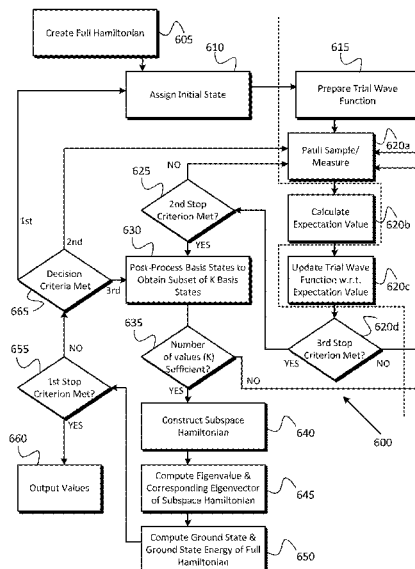 Create Full Hamiltonian
605
610
Assign Initial State
615
Prepare Trial Wave
Function
Pauli Sample/
Measure
620a
Calculate
Expectation Value
620b
Update Trial Wave
Function w.r.t.
Expectation Value
620c
620d
3rd Stop
Criterion Met?
YES
NO
600
625
NO
2nd Stop
Criterion Met?
YES
630
Post-Process Basis States to
Obtain Subset of K Basis
States
635
Number
of values (K)
Sufficient?
NO
YES
Construct Subspace
Hamiltonian
640
Compute Eigenvalue &
Corresponding Eigenvector
of Subspace Hamiltonian
645
Compute Ground State &
Ground State Energy of Full
Hamiltonian
650
1st
2nd
Decision
Criteria
Met
3rd
665
NO
655
1st Stop
Criterion Met?
YES
660
Output Values